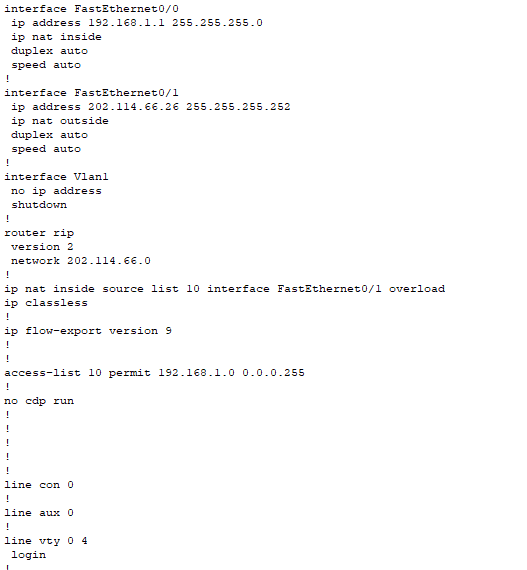 interface FastEthernet0/0
 ip address 192.168.1.1 255.255.255.0
 ip nat inside
 duplex auto
 speed auto
!
interface FastEthernet0/1
 ip address 202.114.66.26 255.255.255.252
 ip nat outside
 duplex auto
 speed auto
!
interface Vlan1
 no ip address
 shutdown
!
router rip
 version 2
 network 202.114.66.0
!
ip nat inside source list 10 interface FastEthernet0/1 overload
ip classless
!
ip flow-export version 9
!
!
access-list 10 permit 192.168.1.0 0.0.0.255
!
no cdp run
!
!
!
!
!
line con 0
!
line aux 0
!
line vty 0 4
 login
!